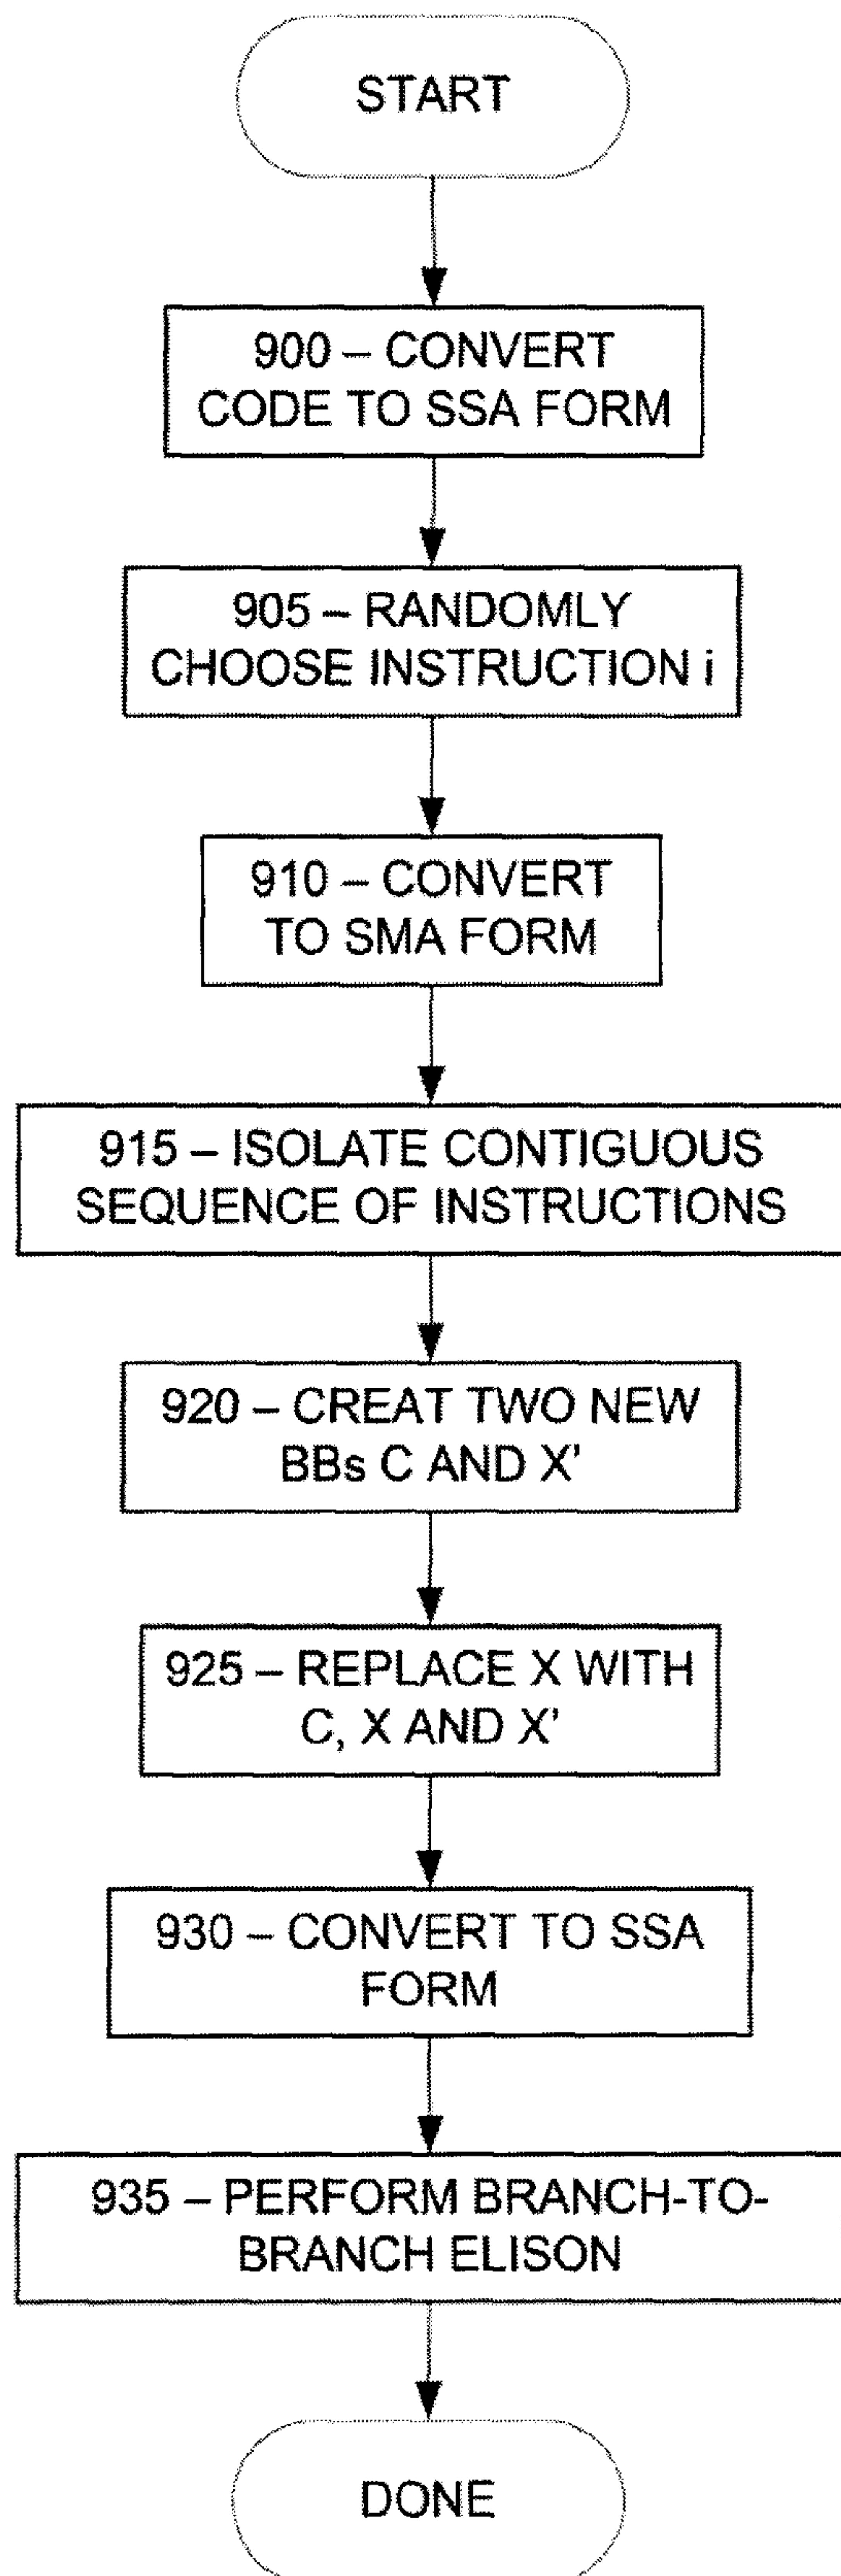 START
900 – CONVERT
CODE TO SSA FORM
905 – RANDOMLY
CHOOSE INSTRUCTION i
910 – CONVERT
TO SMA FORM
915 – ISOLATE CONTIGUOUS
SEQUENCE OF INSTRUCTIONS
920 – CREAT TWO NEW
BBs C AND X’
925 – REPLACE X WITH
C, X AND X’
930 – CONVERT TO SSA
FORM
935 – PERFORM BRANCH-TO-
BRANCH ELISON
DONE